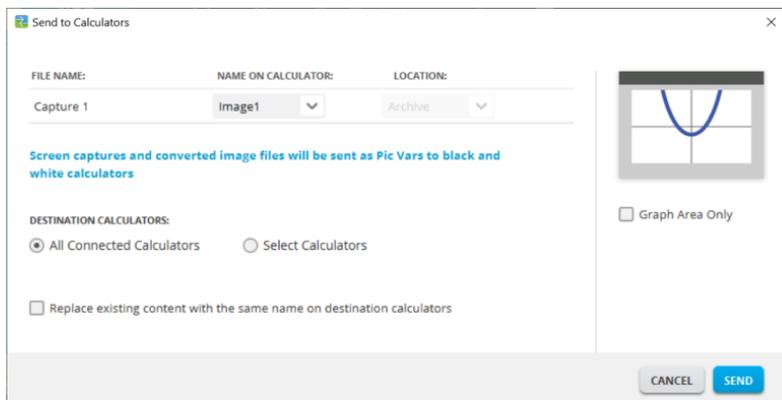 Send to Calculators
FILE NAME: NAME ON CALCULATOR: LOCATION:
Capture 1 Image1 Archive
Screen captures and converted image files will be sent as Pic Vars to black and
white calculators
DESTINATION CALCULATORS:
All Connected Calculators Select Calculators
Replace existing content with the same name on destination calculators
Graph Area Only
CANCEL SEND